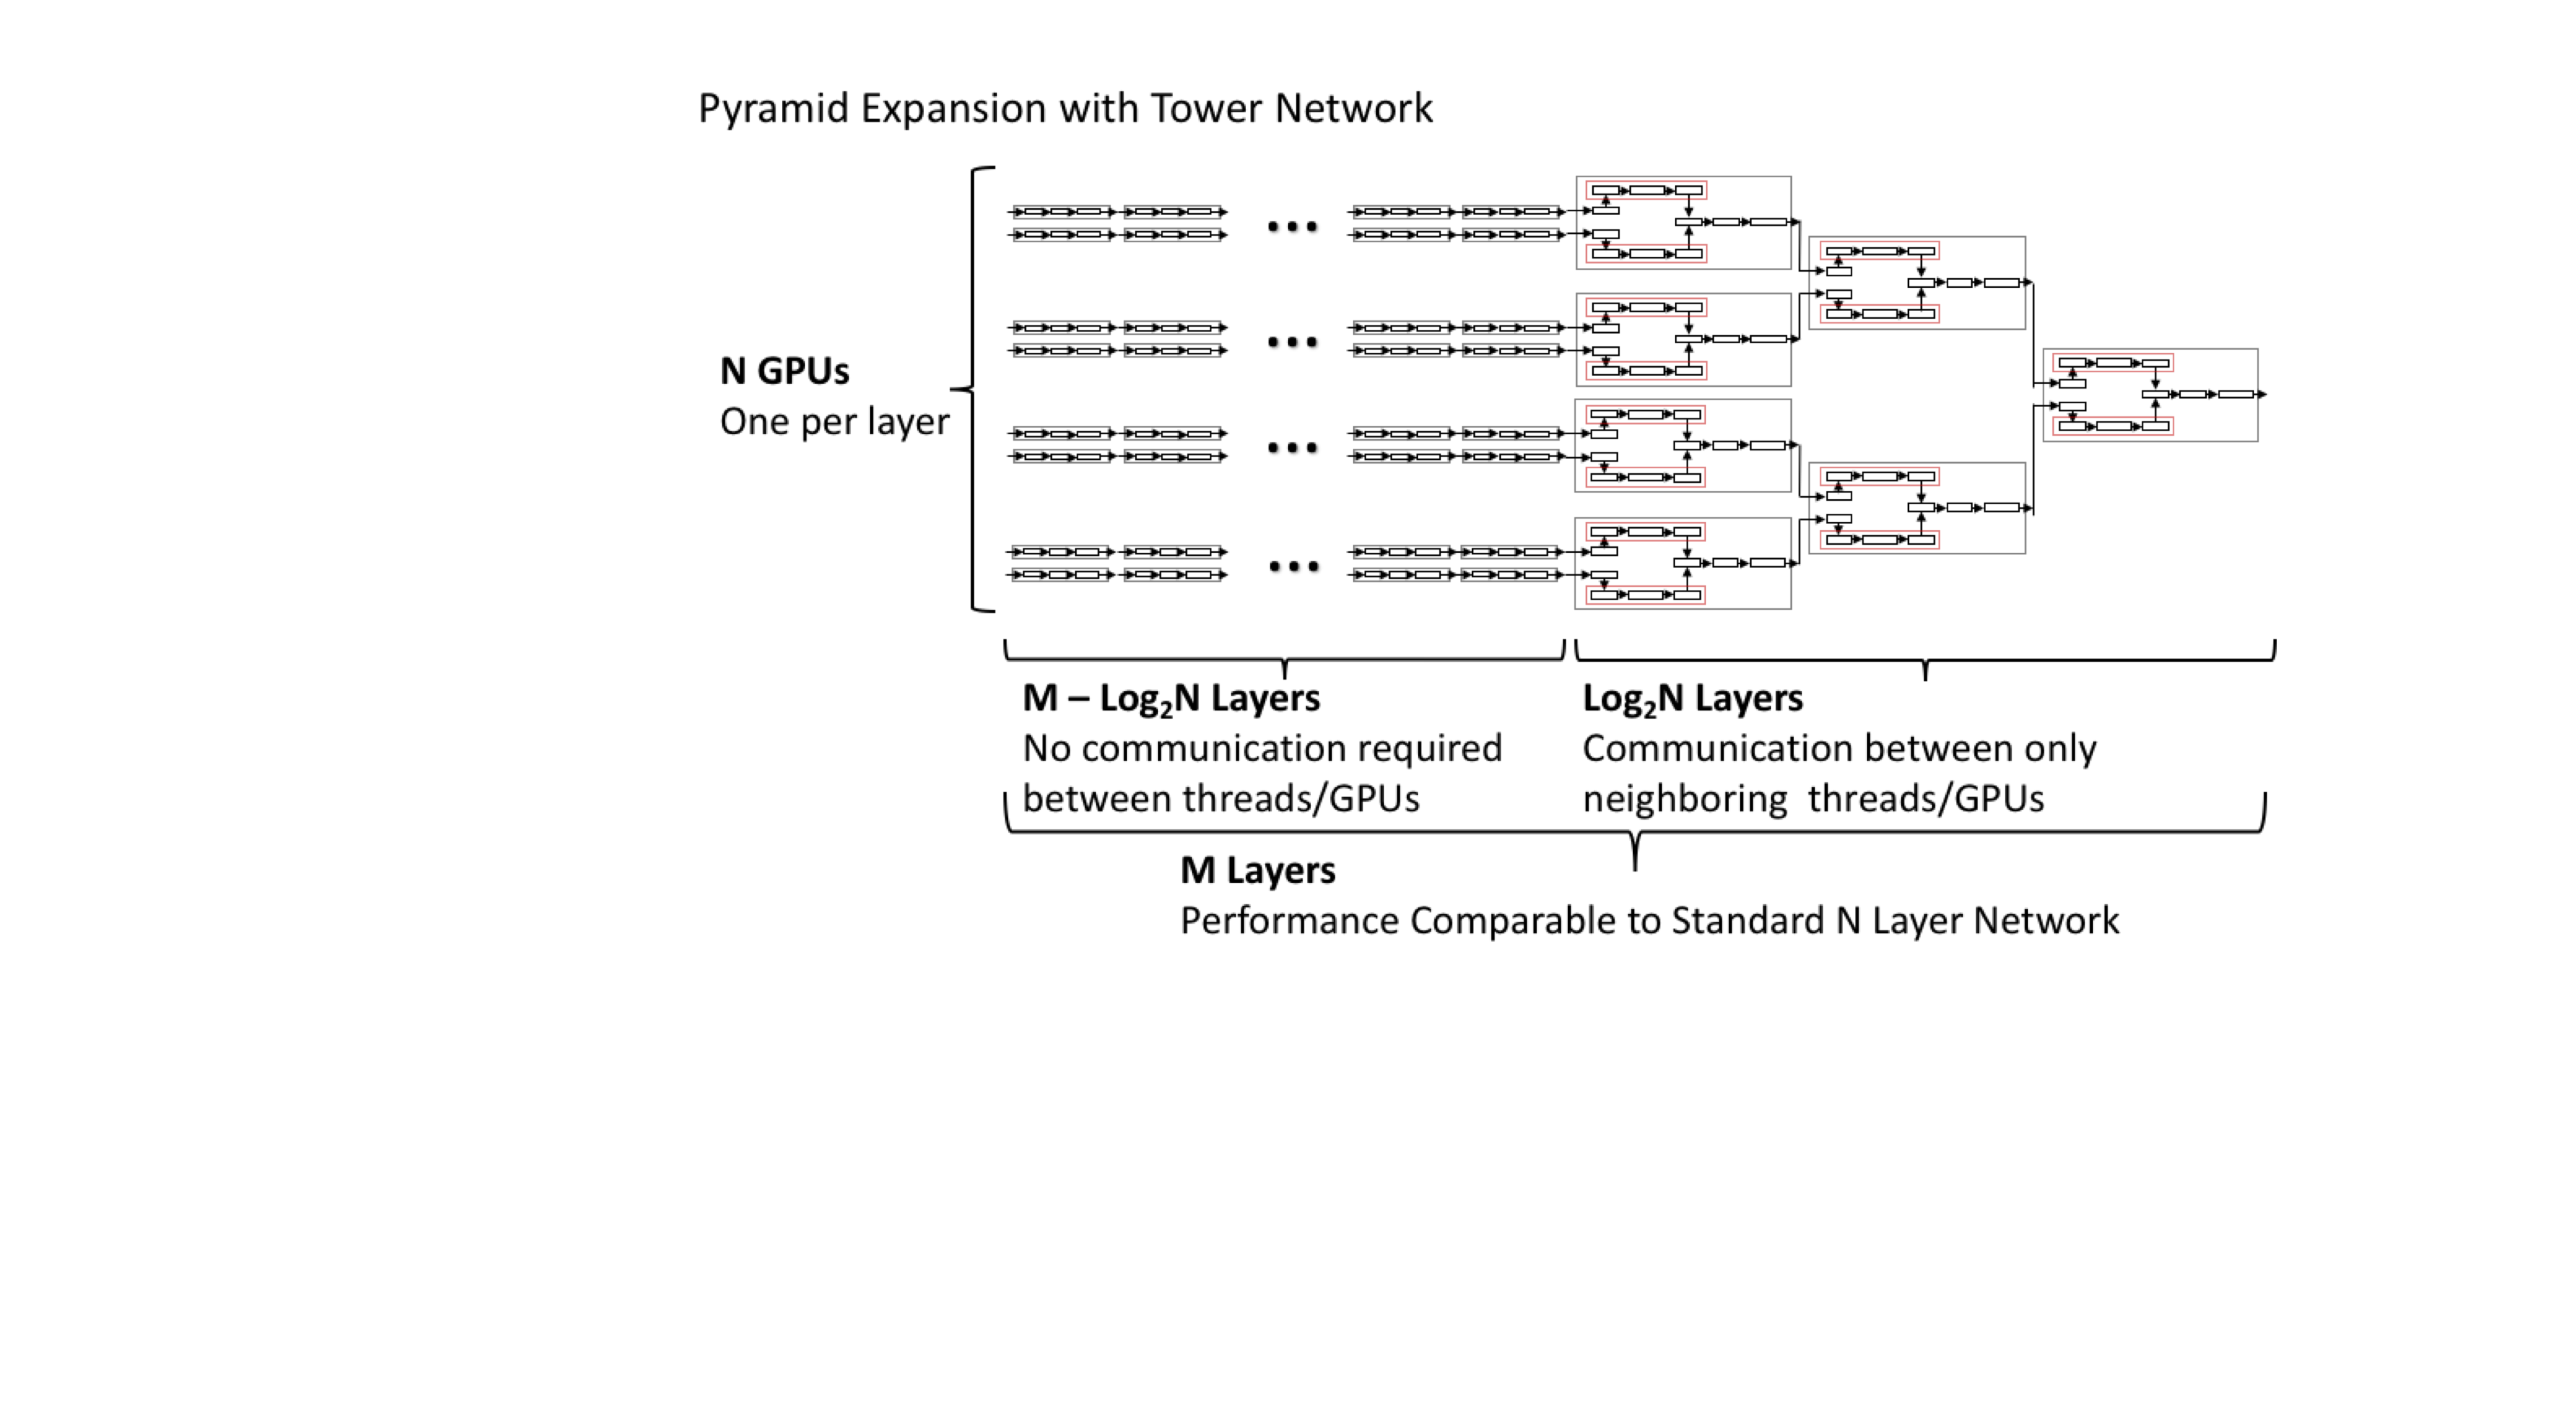 Pyramid Expansion with Tower Network
N GPUs
One per layer
M – Log₂N Layers
No communication required
between threads/GPUs
Log₂N Layers
Communication between only
neighboring  threads/GPUs
M Layers
Performance Comparable to Standard N Layer Network